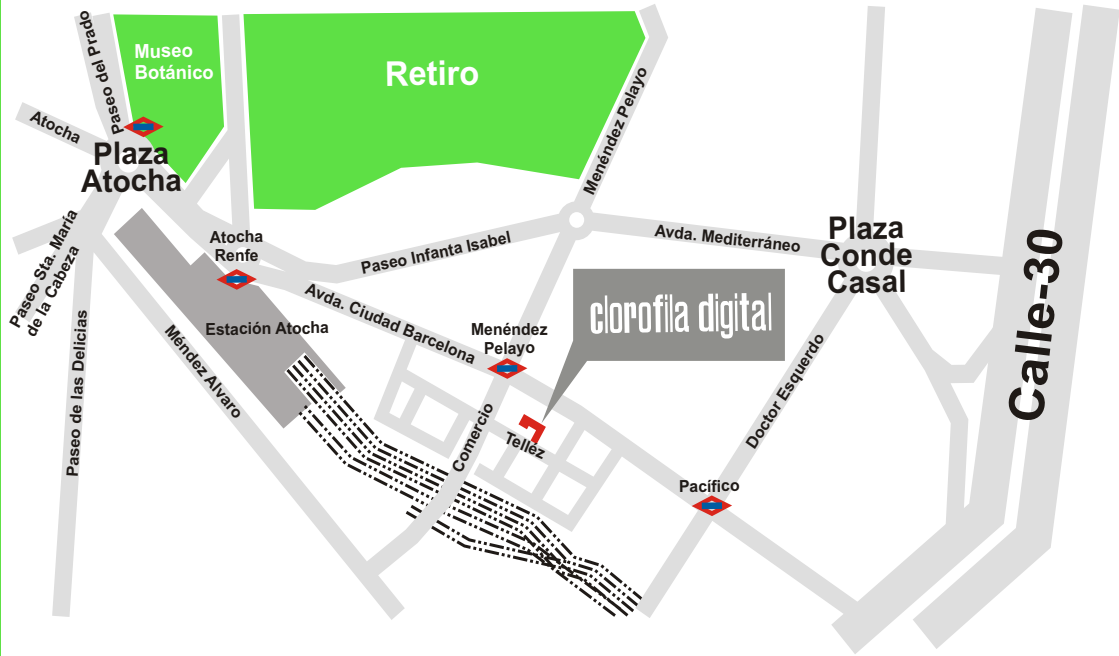 Paseo del Prado
Museo
Botánico
Retiro
Menéndez Pelayo
Atocha
Plaza
Atocha
Paseo Sta. María
de la Cabeza
Atocha
Renfe
Paseo Infanta Isabel
Avda. Mediterráneo
Plaza
Conde
Casal
Calle-30
Estación Atocha
Avda. Ciudad Barcelona
Menéndez
Pelayo
clorofila digital
Paseo de las Delicias
Méndez Alvaro
Comercio
Telléz
Doctor Esquerdo
Pacífico